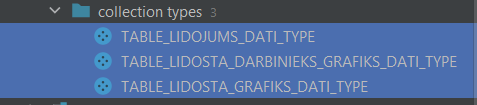 collection types 3
TABLE_LIDOJUMS_DATI_TYPE
TABLE_LIDOSTA_DARBINIEKS_GRAFIKS_DATI_TYPE
TABLE_LIDOSTA_GRAFIKS_DATI_TYPE